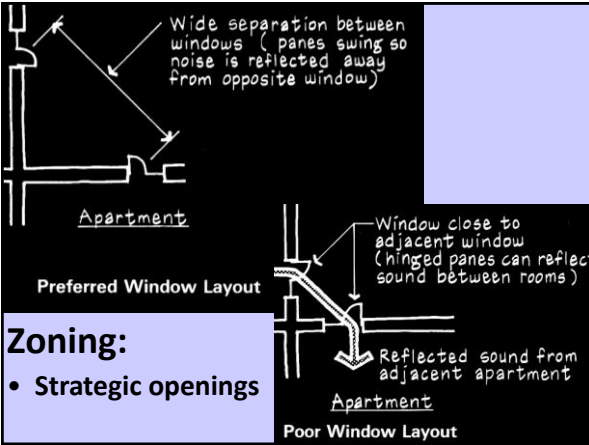 Wide separation between
windows ( panes swing so
noise is reflected away
from opposite window)
Apartment
Preferred Window Layout
Window close to
adjacent window
(hinged panes can reflect
sound between rooms)
Reflected sound from
adjacent apartment
Apartment
Poor Window Layout
Zoning:
• Strategic openings